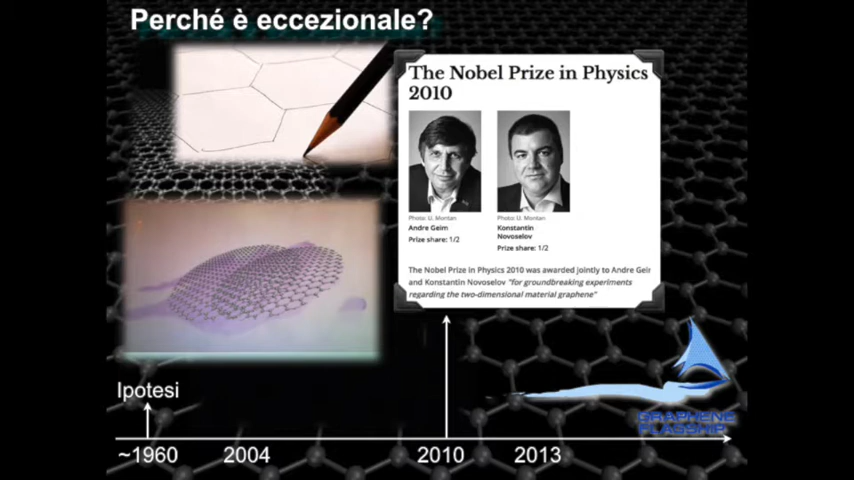 Perché è eccezionale?
The Nobel Prize in Physics
2010
Photo: U. Montan
Andre Geim
Prize share: 1/2
Photo: U. Montan
Konstantin
Novoselov
Prize share: 1/2
The Nobel Prize in Physics 2010 was awarded jointly to Andre Gei
and Konstantin Novoselov "for groundbreaking experiments
regarding the two-dimensional material graphene"
GRAPHENE
FLAGSHIP
Ipotesi
~1960 2004 2010 2013